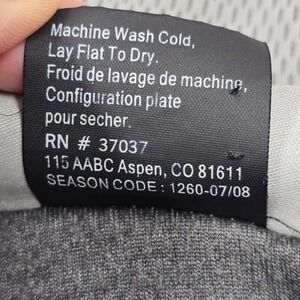 Machine Wash Cold,
Lay Flat To Dry.
Froid de lavage de machine,
Configuration plate
pour secher.
RN # 37037
115 AABC Aspen, CO 81611
SEASON CODE : 1260-07/08